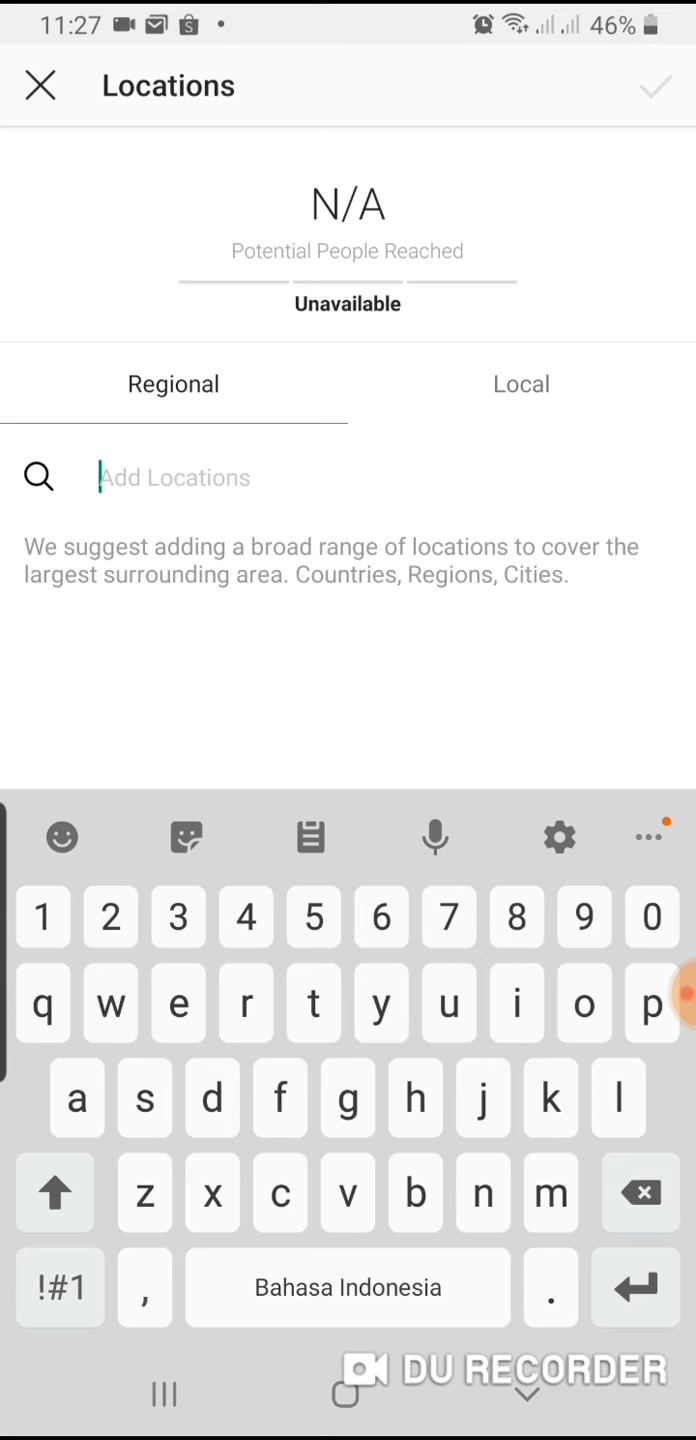 11:27 46%
Locations
N/A
Potential People Reached
Unavailable
Regional Local
Add Locations
We suggest adding a broad range of locations to cover the
largest surrounding area. Countries, Regions, Cities.
1 2 3 4 5 6 7 8 9 0
q w e r t y u i o p
a s d f g h j k l
z x c v b n m
!#1 , Bahasa Indonesia .
DU RECORDER